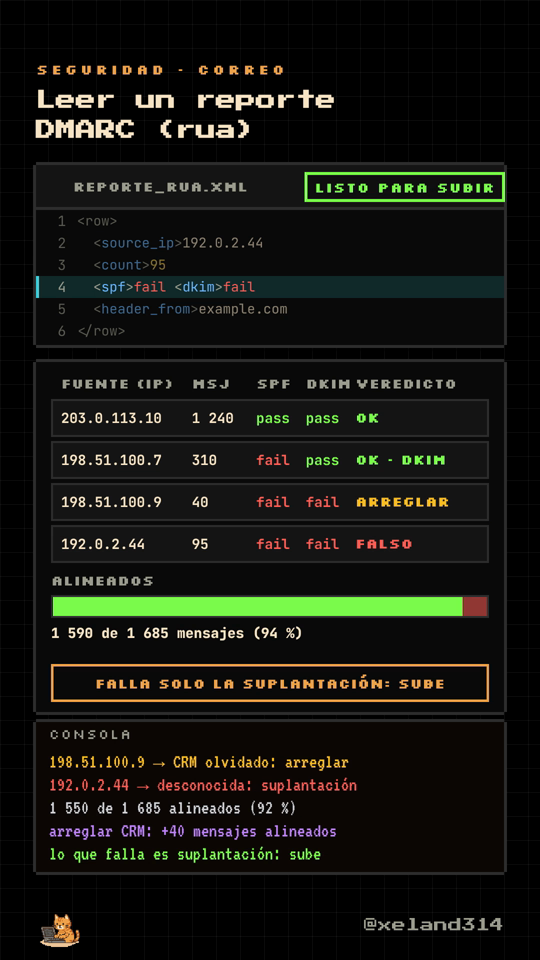 SEGURIDAD - CORREO
Leer un reporte
DMARC (rua)
REPORTE_RUA.XML
LISTO PARA SUBIR
1 <row>
2 <source_ip>192.0.2.44
3 <count>95
4 <spf>fail <dkim>fail
5 <header_from>example.com
6 </row>
FUENTE (IP) MSJ SPF DKIM VEREDICTO
203.0.113.10 1 240 pass pass OK
198.51.100.7 310 fail pass OK - DKIM
198.51.100.9 40 fail fail ARREGLAR
192.0.2.44 95 fail fail FALSO
ALINEADOS
1 590 de 1 685 mensajes (94 %)
FALLA SOLO LA SUPLANTACIÓN: SUBE
CONSOLA
198.51.100.9 → CRM olvidado: arreglar
192.0.2.44 → desconocida: suplantación
1 550 de 1 685 alineados (92 %)
arreglar CRM: +40 mensajes alineados
lo que falla es suplantación: sube
@xeland314